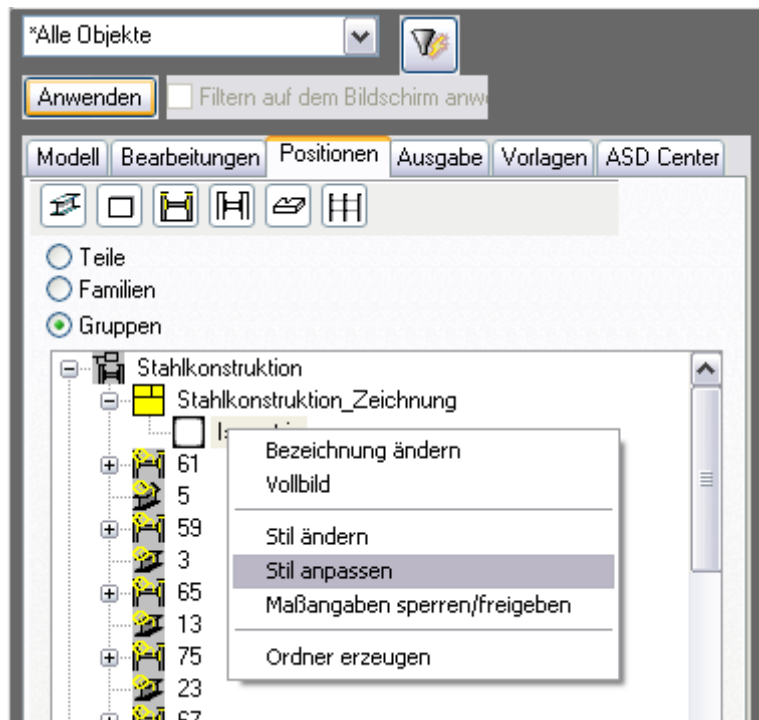 *Alle Objekte
Anwenden Filtern auf dem Bildschirm
Modell Bearbeitungen Positionen Ausgabe Vorlagen ASD Center
Teile
Familien
Gruppen
Stahlkonstruktion
Stahlkonstruktion_Zeichnung
61
5
59
3
65
13
75
23
67
Bezeichnung ändern
Vollbild
Stil ändern
Stil anpassen
Maßangaben sperren/freigeben
Ordner erzeugen